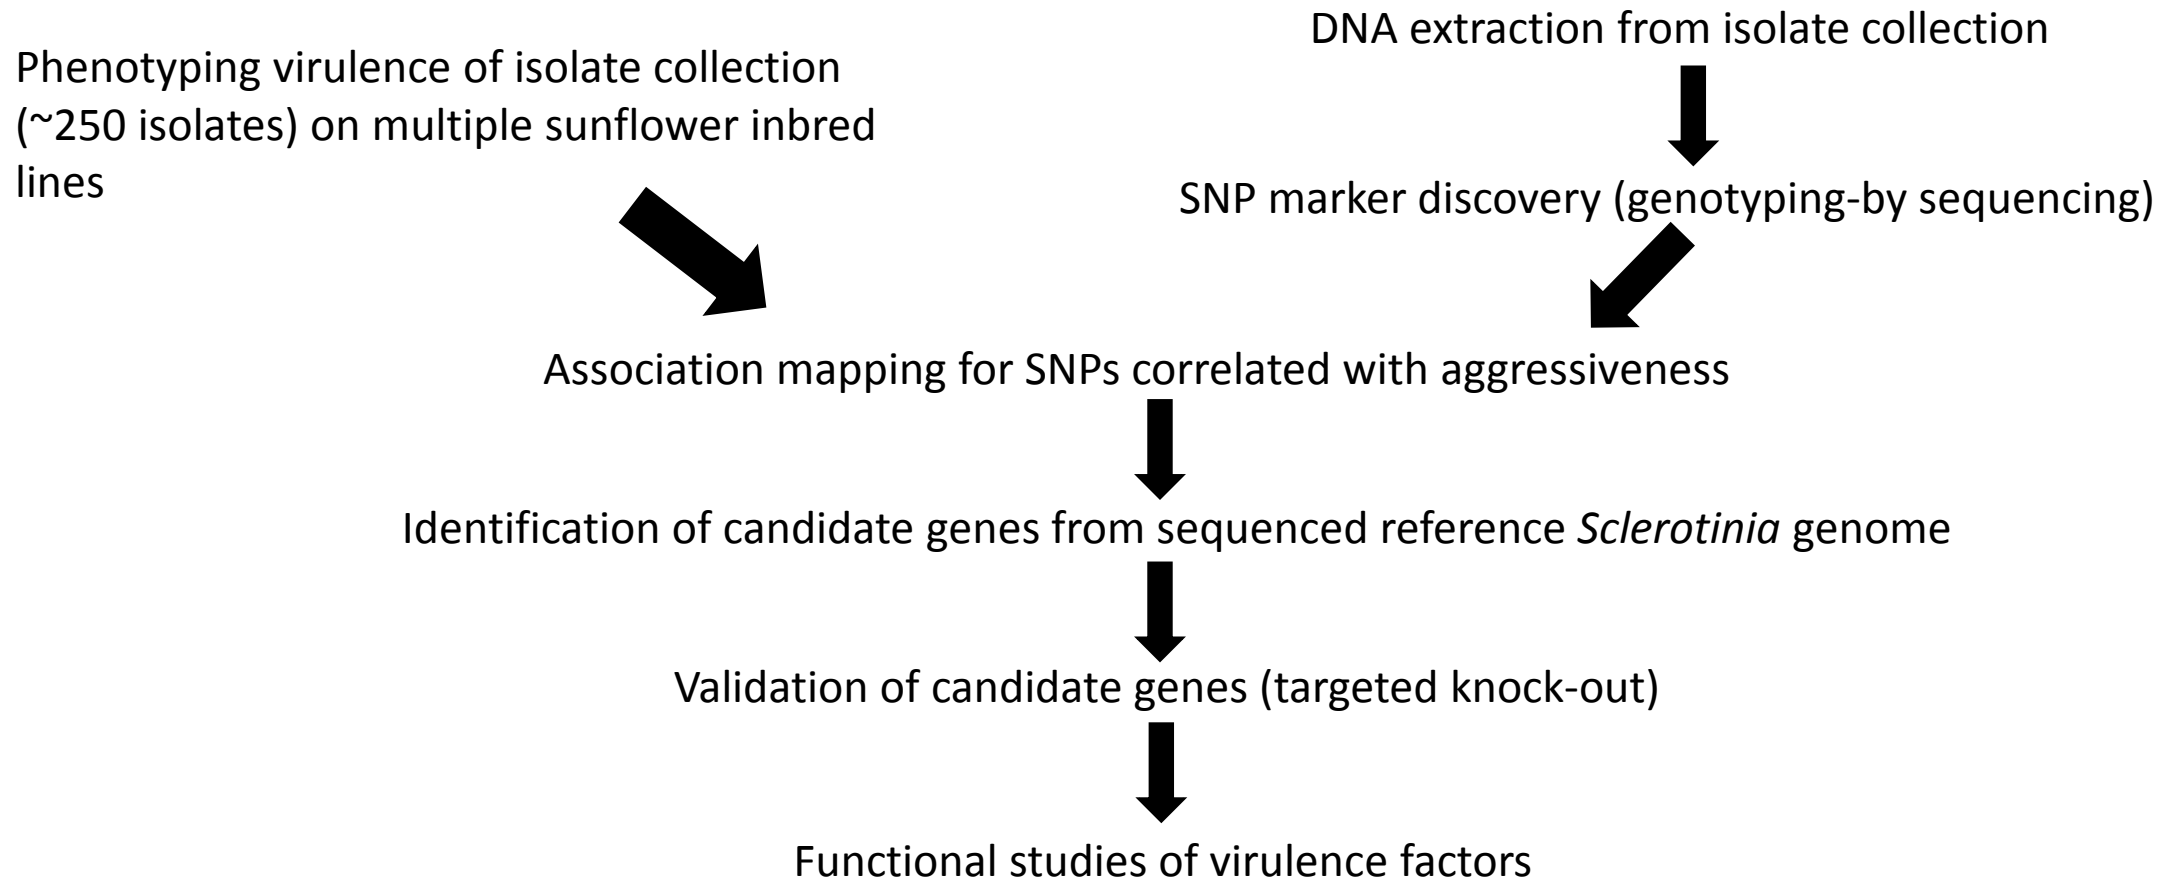 DNA extraction from isolate collection
Phenotyping virulence of isolate collection
(~250 isolates) on multiple sunflower inbred
lines
SNP marker discovery (genotyping-by sequencing)
Association mapping for SNPs correlated with aggressiveness
Identification of candidate genes from sequenced reference Sclerotinia genome
Validation of candidate genes (targeted knock-out)
Functional studies of virulence factors